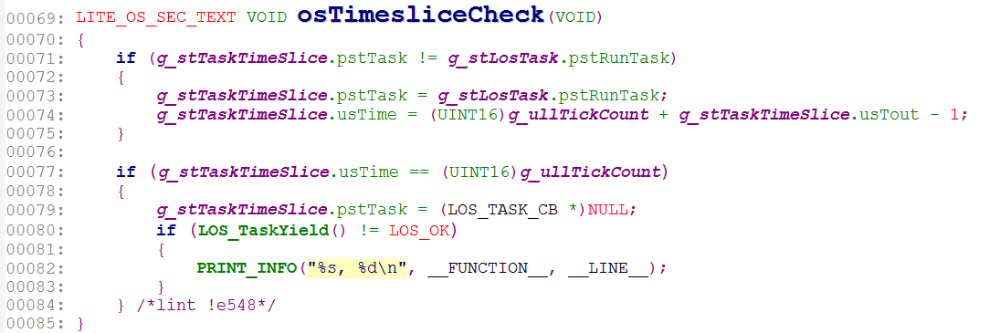 00069: LITE_OS_SEC_TEXT VOID osTimesliceCheck(VOID)
00070: {
00071:     if (g_stTaskTimeSlice.pstTask != g_stLosTask.pstRunTask)
00072:     {
00073:         g_stTaskTimeSlice.pstTask = g_stLosTask.pstRunTask;
00074:         g_stTaskTimeSlice.usTime = (UINT16)g_ullTickCount + g_stTaskTimeSlice.usTout - 1;
00075:     }
00076:
00077:     if (g_stTaskTimeSlice.usTime == (UINT16)g_ullTickCount)
00078:     {
00079:         g_stTaskTimeSlice.pstTask = (LOS_TASK_CB *)NULL;
00080:         if (LOS_TaskYield() != LOS_OK)
00081:         {
00082:             PRINT_INFO("%s, %d\n", __FUNCTION__, __LINE__);
00083:         }
00084:     } /*lint !e548*/
00085: }